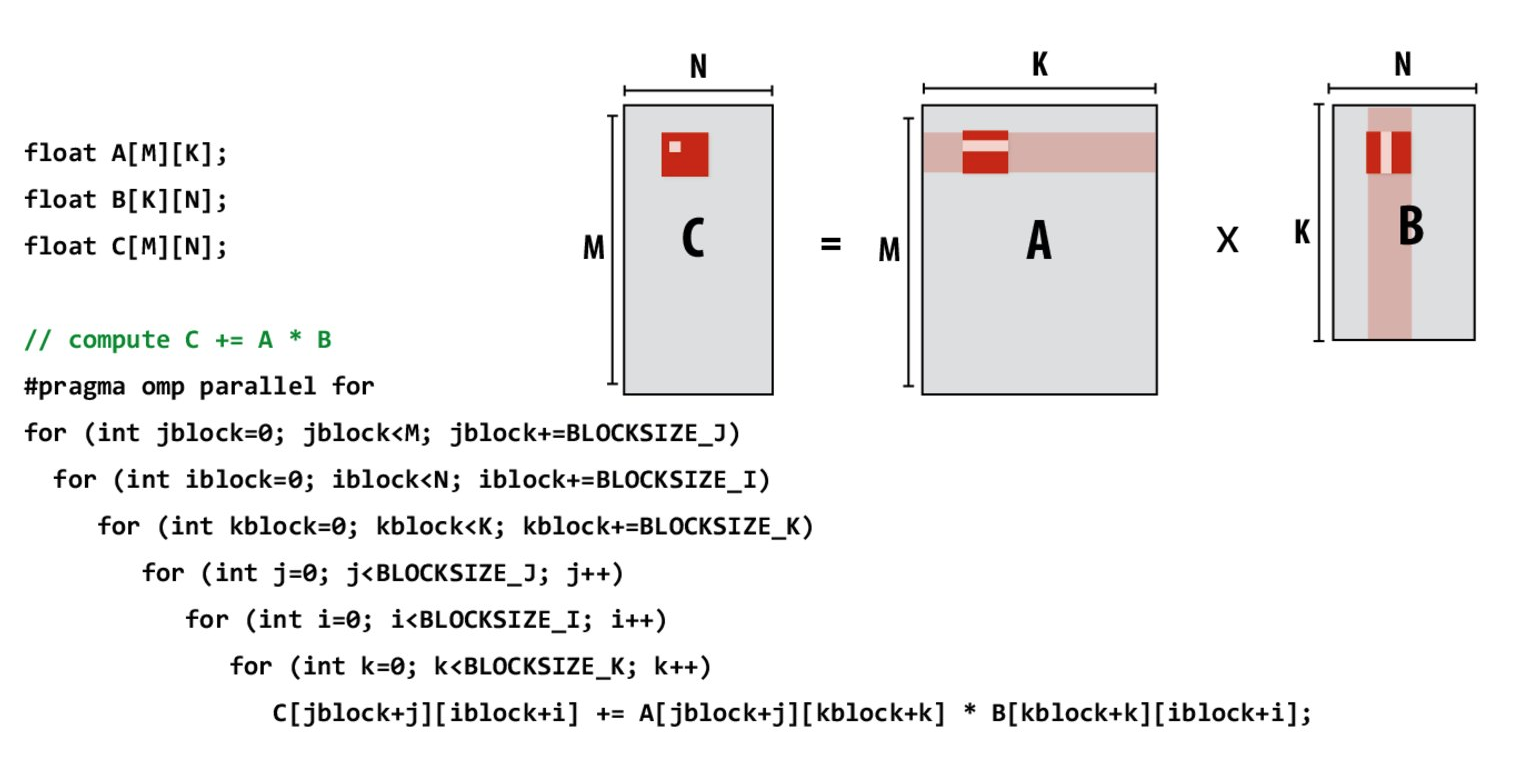 float A[M][K];
float B[K][N];
float C[M][N];
// compute C += A * B
#pragma omp parallel for
for (int jblock=0; jblock<M; jblock+=BLOCKSIZE_J)
for (int iblock=0; iblock<N; iblock+=BLOCKSIZE_I)
for (int kblock=0; kblock<K; kblock+=BLOCKSIZE_K)
for (int j=0; j<BLOCKSIZE_J; j++)
for (int i=0; i<BLOCKSIZE_I; i++)
for (int k=0; k<BLOCKSIZE_K; k++)
C[jblock+j][iblock+i] += A[jblock+j][kblock+k] * B[kblock+k][iblock+i];
N
M
C
=
K
M
A
X
N
K
B